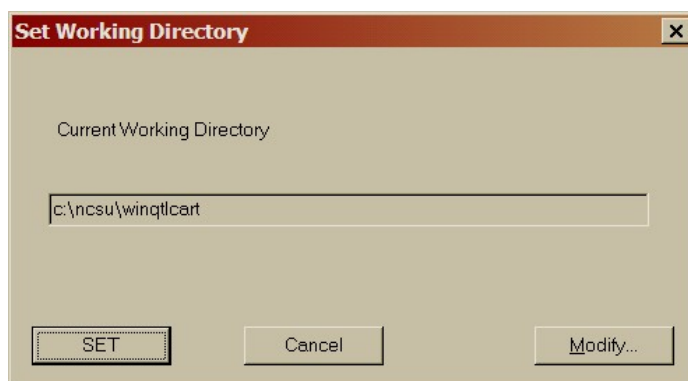 Set Working Directory
Current Working Directory
c:\ncsu\winqtlcart
SET Cancel Modify...